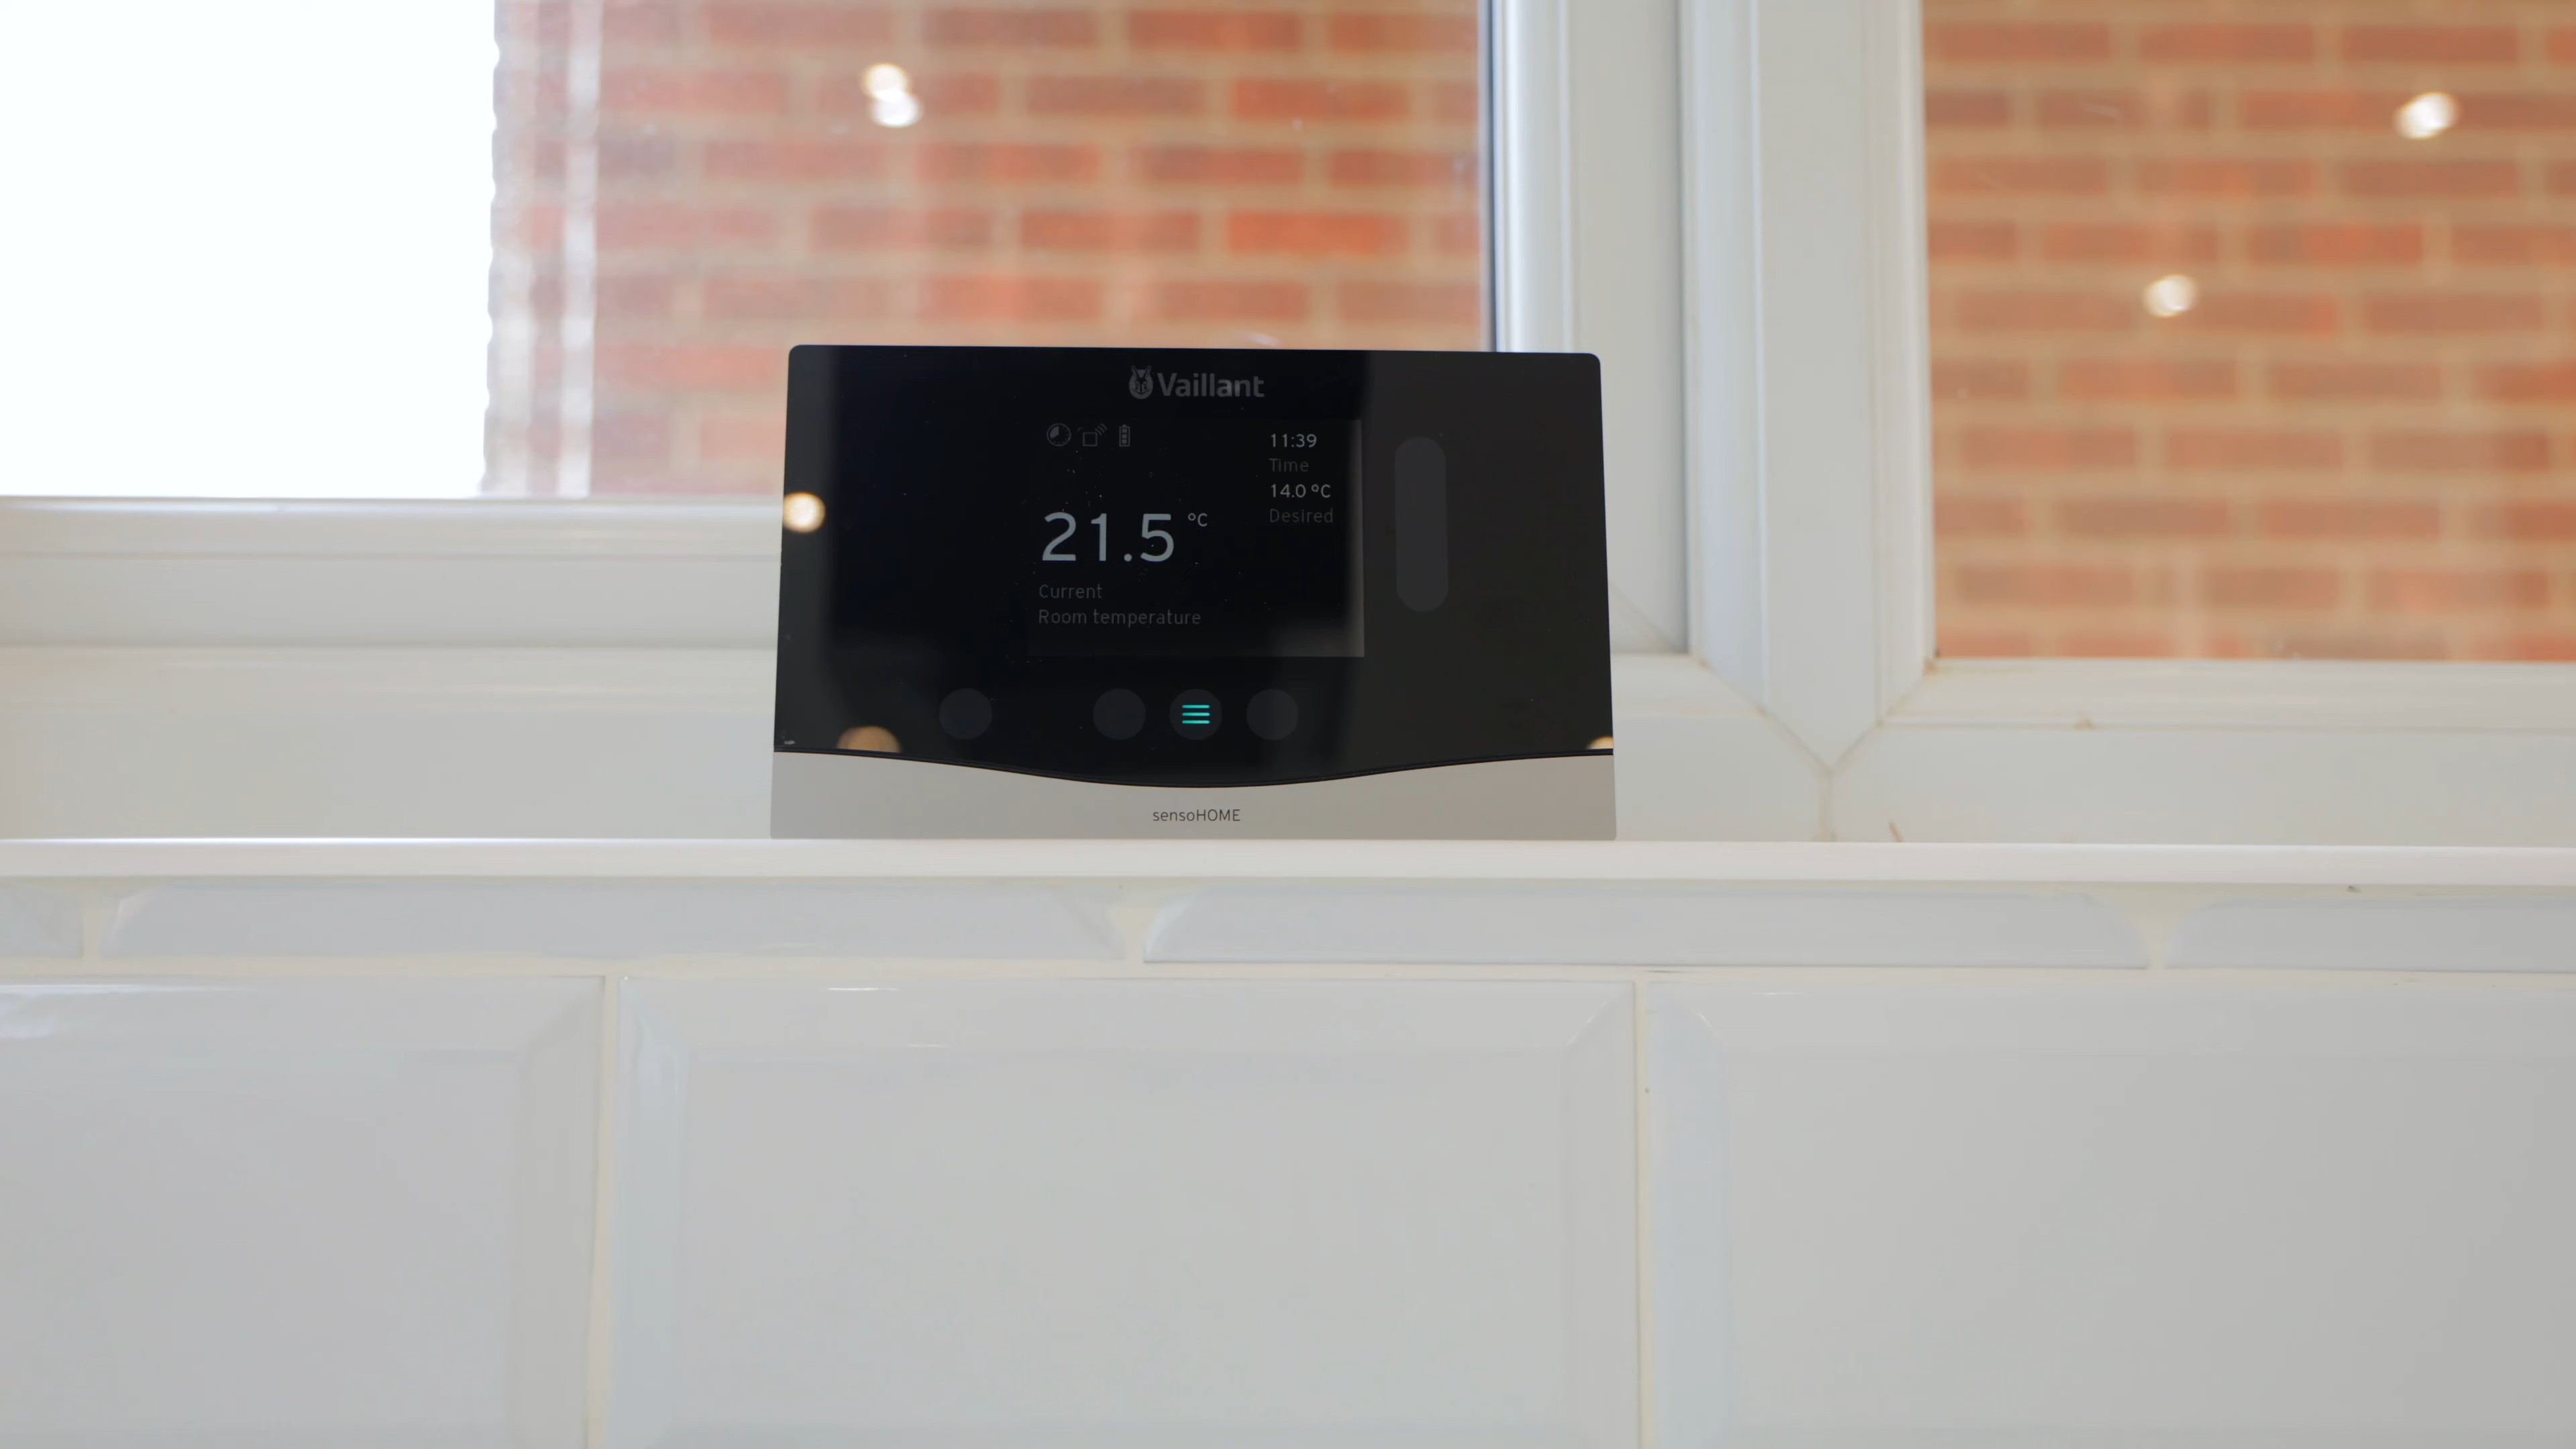 Vaillant
11:39
Time
14.0 °C
Desired
21.5 °C
Current
Room temperature
sensoHOME